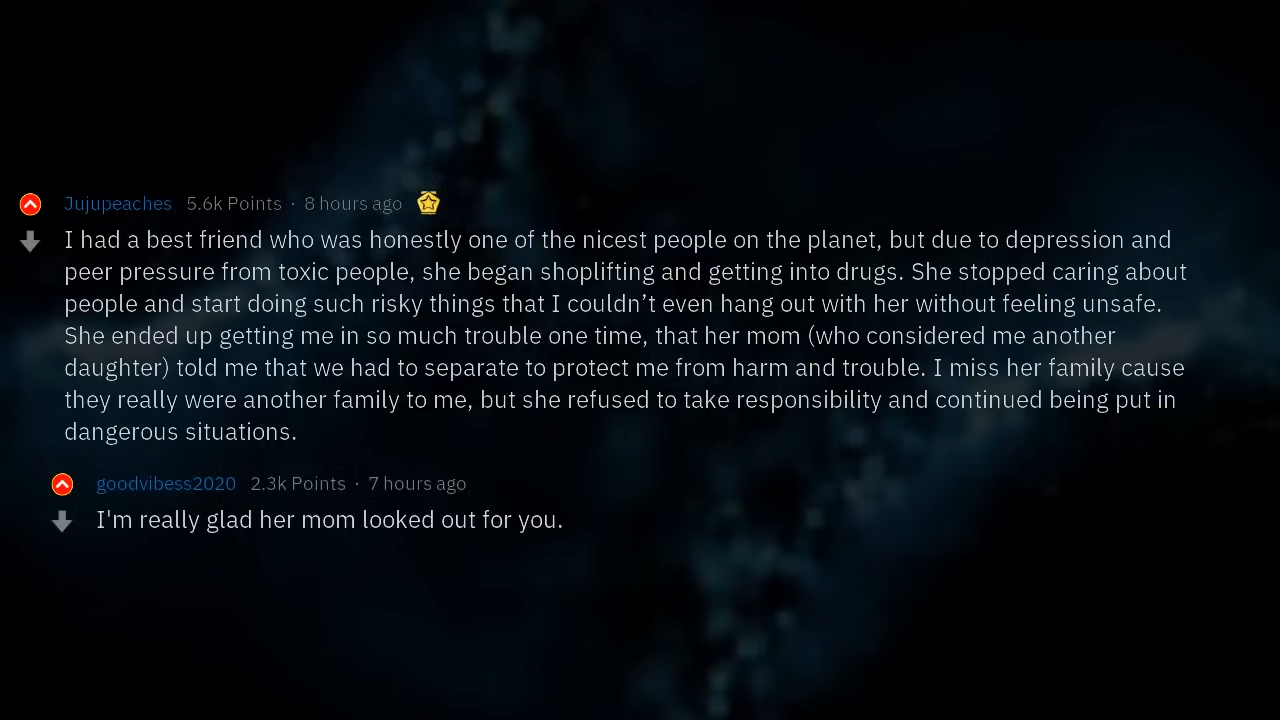 Jujupeaches 5.6k Points · 8 hours ago
I had a best friend who was honestly one of the nicest people on the planet, but due to depression and
peer pressure from toxic people, she began shoplifting and getting into drugs. She stopped caring about
people and start doing such risky things that I couldn’t even hang out with her without feeling unsafe.
She ended up getting me in so much trouble one time, that her mom (who considered me another
daughter) told me that we had to separate to protect me from harm and trouble. I miss her family cause
they really were another family to me, but she refused to take responsibility and continued being put in
dangerous situations.
goodvibess2020 2.3k Points · 7 hours ago
I'm really glad her mom looked out for you.